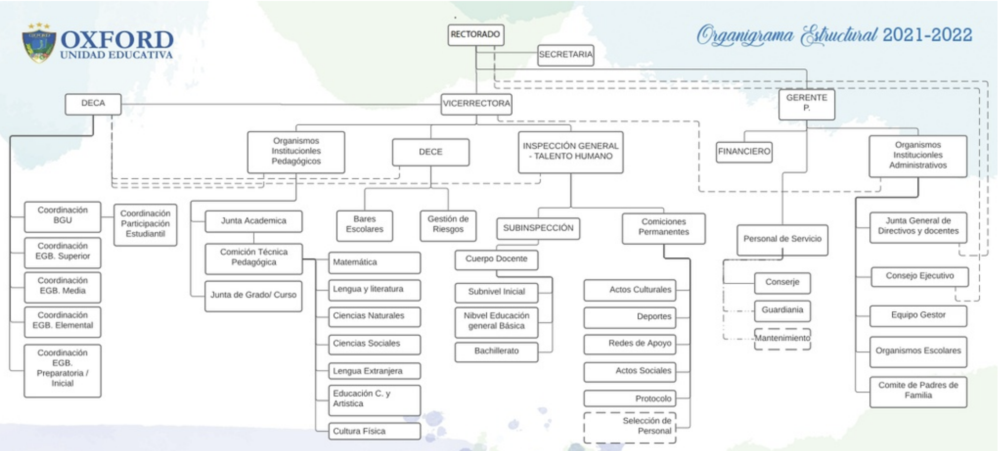 OXFORD
UNIDAD EDUCATIVA
Organigrama Estructural 2021-2022
RECTORADO
SECRETARIA
DECA
VICERRECTORA
GERENTE
P.
Organismos
Institucionles
Pedagógicos
DECE
INSPECCIÓN GENERAL
- TALENTO HUMANO
FINANCIERO
Organismos
Institucionles
Administrativos
Coordinación
BGU
Coordinación
Participación
Estudiantil
Coordinación
EGB. Superior
Coordinación
EGB. Media
Coordinación
EGB. Elemental
Coordinación
EGB.
Preparatoria /
Inicial
Junta Academica
Comición Técnica
Pedagógica
Junta de Grado/ Curso
Matemática
Lengua y literatura
Ciencias Naturales
Ciencias Sociales
Lengua Extranjera
Educación C. y
Artistica
Cultura Física
Bares
Escolares
Gestión de
Riesgos
SUBINSPECCIÓN
Cuerpo Docente
Subnivel Inicial
Nibvel Educación
general Básica
Bachillerato
Comiciones
Permanentes
Actos Culturales
Deportes
Redes de Apoyo
Actos Sociales
Protocolo
Selección de
Personal
Personal de Servicio
Conserje
Guardiania
Mantenimiento
Junta General de
Directivos y docentes
Consejo Ejecutivo
Equipo Gestor
Organismos Escolares
Comite de Padres de
Familia